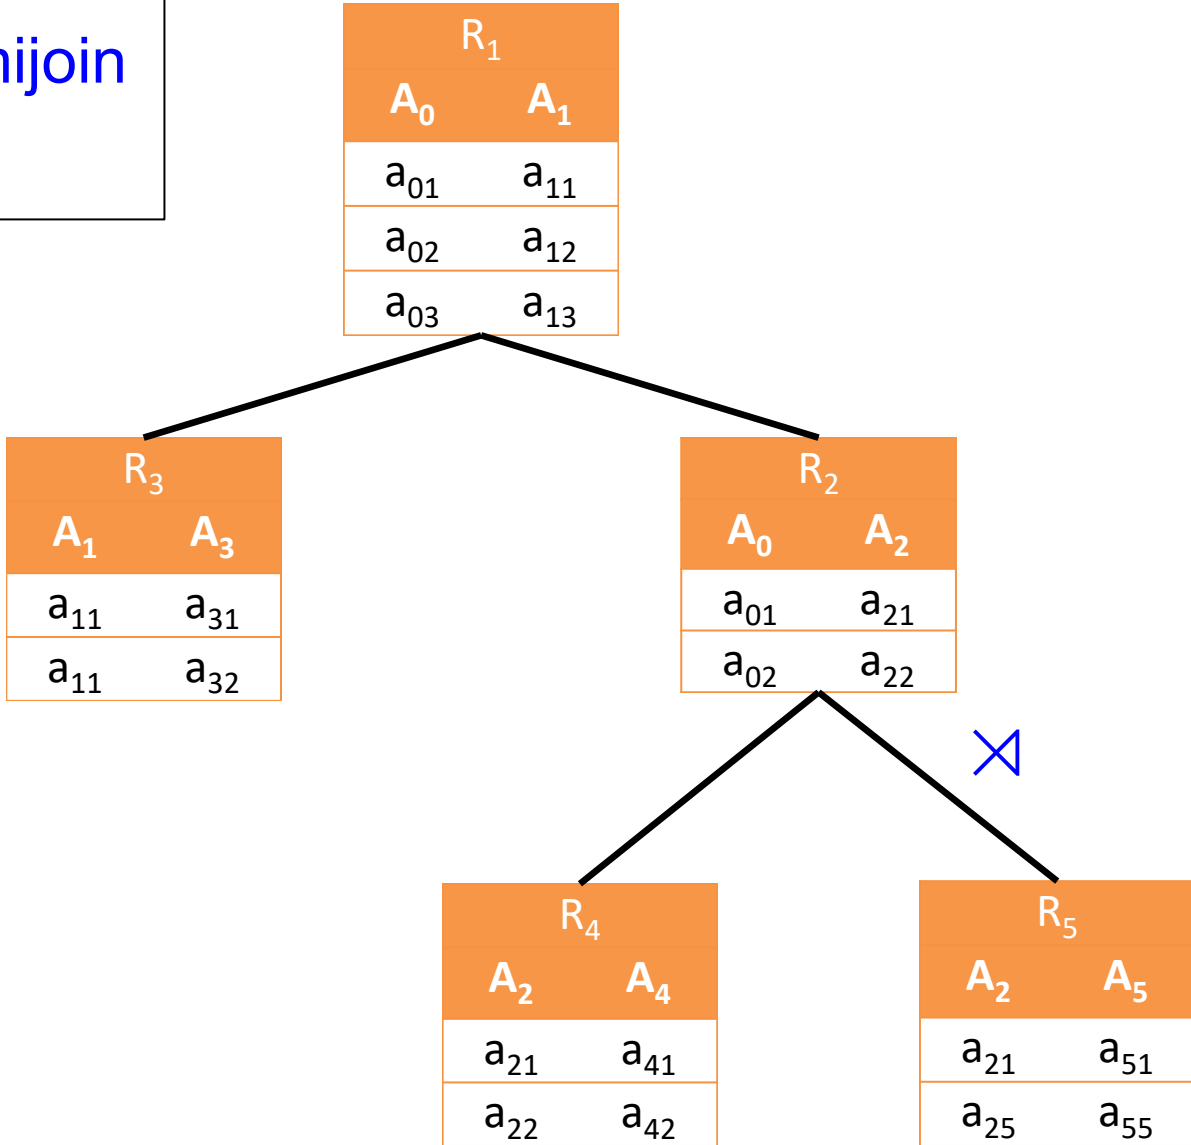 nijoin
R₁
A₀ A₁
a₀₁ a₁₁
a₀₂ a₁₂
a₀₃ a₁₃
R₃
A₁ A₃
a₁₁ a₃₁
a₁₁ a₃₂
R₂
A₀ A₂
a₀₁ a₂₁
a₀₂ a₂₂
⋊
R₄
A₂ A₄
a₂₁ a₄₁
a₂₂ a₄₂
R₅
A₂ A₅
a₂₁ a₅₁
a₂₅ a₅₅